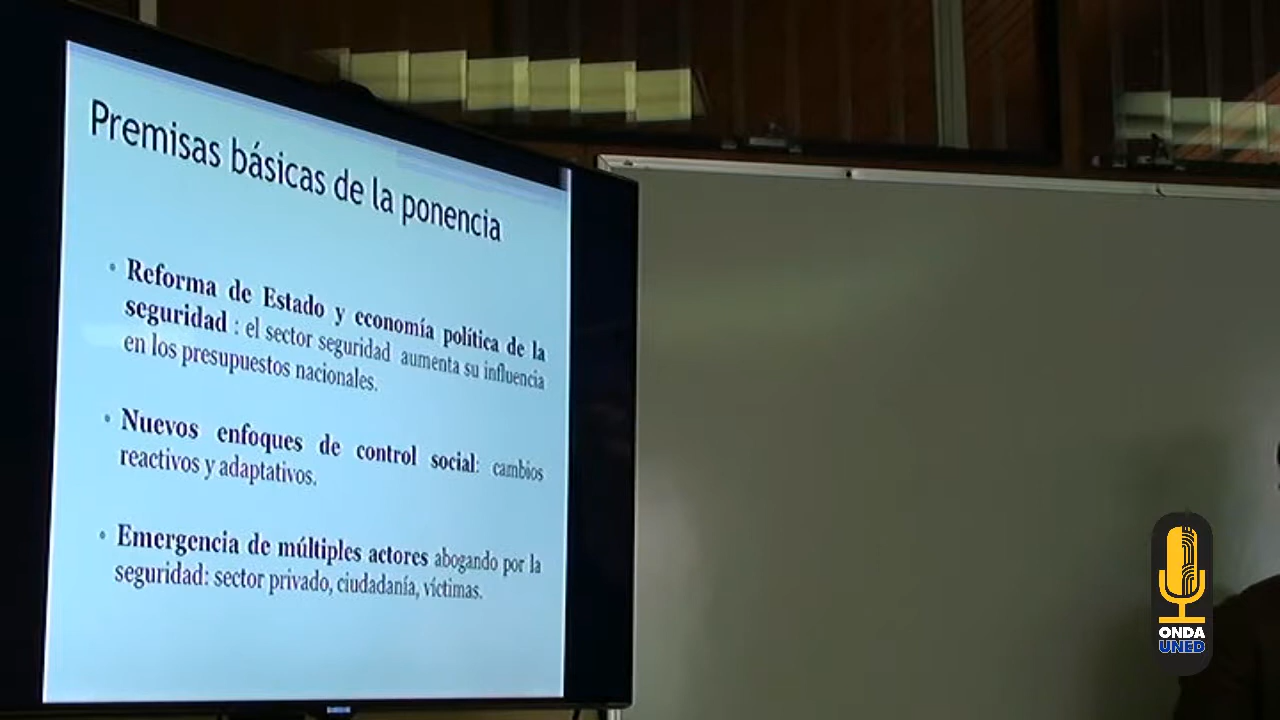 Premisas básicas de la ponencia
• Reforma de Estado y economía política de la
seguridad : el sector seguridad aumenta su influencia
en los presupuestos nacionales.
• Nuevos enfoques de control social: cambios
reactivos y adaptativos.
• Emergencia de múltiples actores abogando por la
seguridad: sector privado, ciudadanía, víctimas.
ONDA
UNED